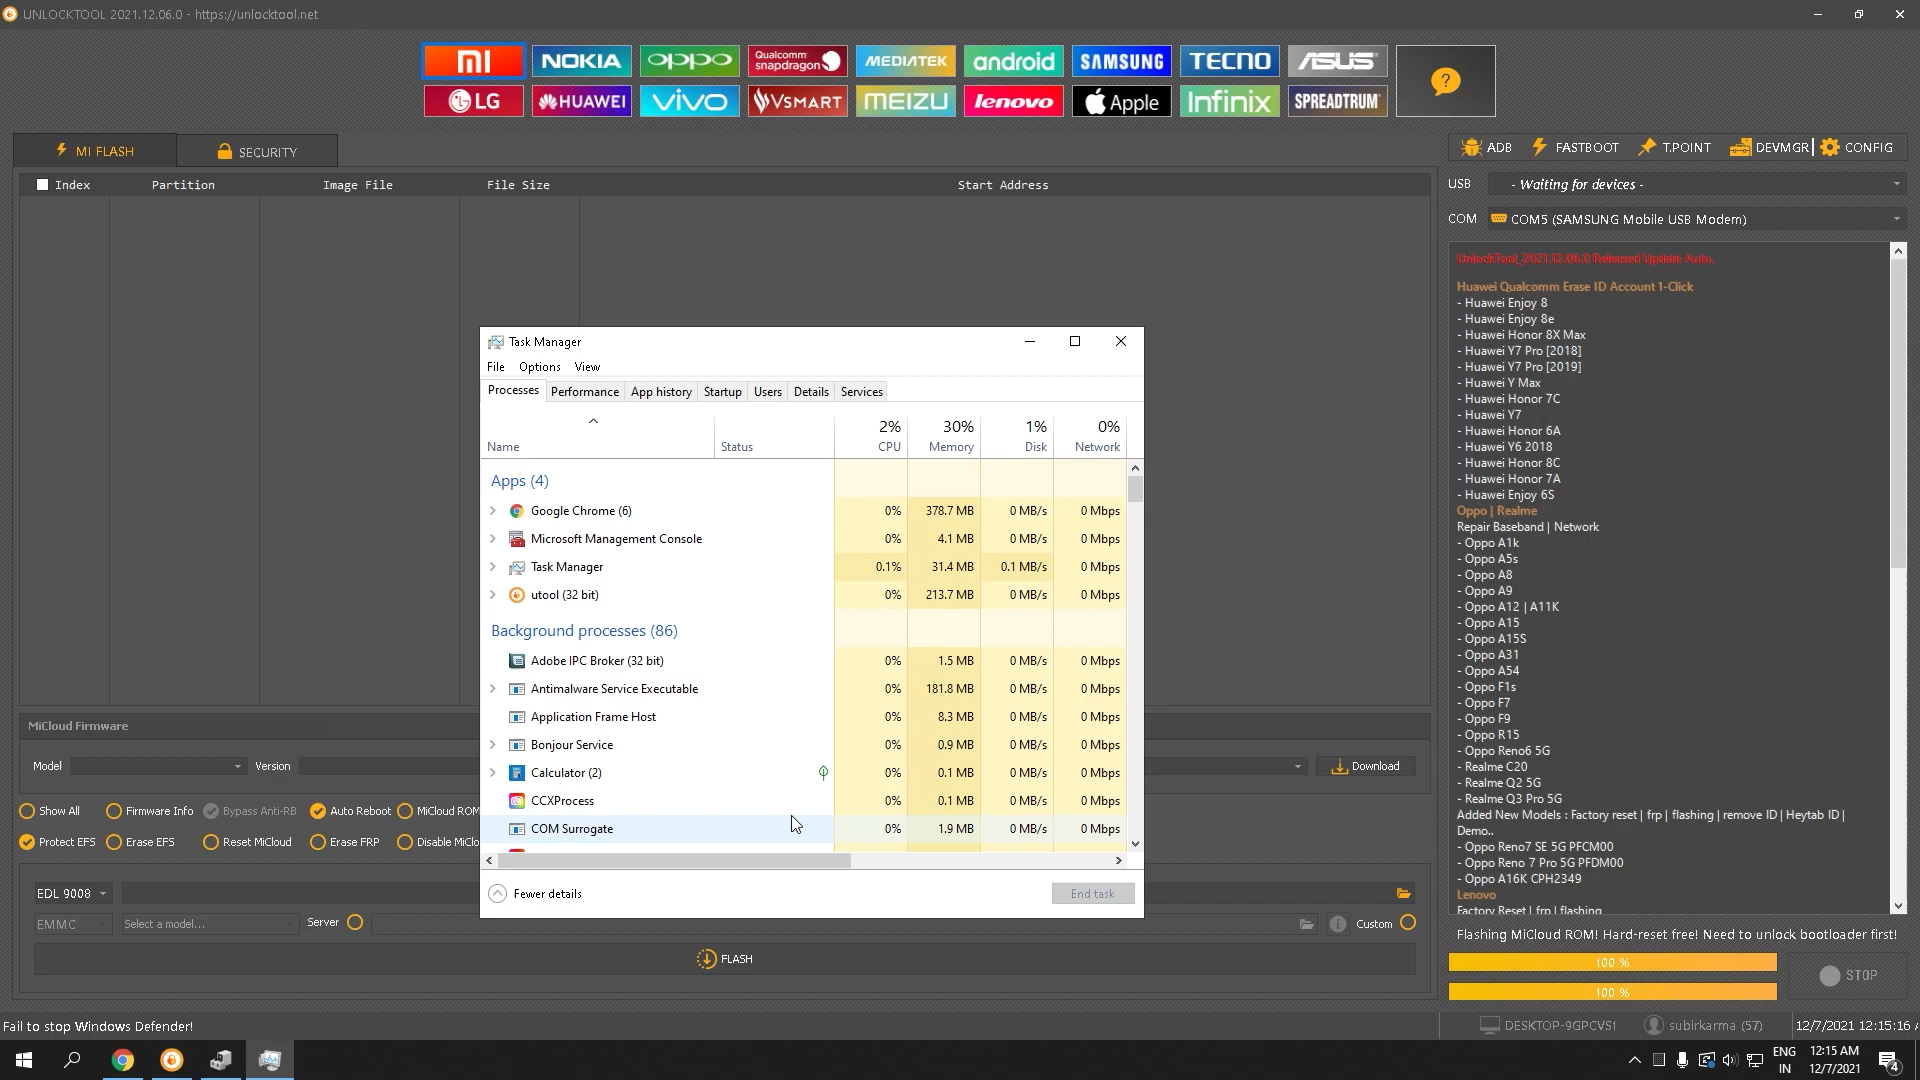 UNLOCKTOOL 2021.12.06.0 - https://unlocktool.net
MI NOKIA oppo Qualcomm snapdragon MEDIATEK android SAMSUNG TECNO ASUS ?
LG HUAWEI vivo VSMART MEIZU lenovo Apple Infinix SPREADTRUM
MI FLASH SECURITY
ADB FASTBOOT T.POINT DEVMGR CONFIG
Index Partition Image File File Size Start Address
USB - Waiting for devices -
COM COM5 (SAMSUNG Mobile USB Modem)
UnlockTool_2021.12.06.0 Released Update Auto.
Huawei Qualcomm Erase ID Account 1-Click
- Huawei Enjoy 8
- Huawei Enjoy 8e
- Huawei Honor 8X Max
- Huawei Y7 Pro [2018]
- Huawei Y7 Pro [2019]
- Huawei Y Max
- Huawei Honor 7C
- Huawei Y7
- Huawei Honor 6A
- Huawei Y6 2018
- Huawei Honor 8C
- Huawei Honor 7A
- Huawei Enjoy 6S
Oppo | Realme
Repair Baseband | Network
- Oppo A1k
- Oppo A5s
- Oppo A8
- Oppo A9
- Oppo A12 | A11K
- Oppo A15
- Oppo A15S
- Oppo A31
- Oppo A54
- Oppo F1s
- Oppo F7
- Oppo F9
- Oppo R15
- Oppo Reno6 5G
- Realme C20
- Realme Q2 5G
- Realme Q3 Pro 5G
Added New Models : Factory reset | frp | flashing | remove ID | Heytab ID |
Demo..
- Oppo Reno7 SE 5G PFCM00
- Oppo Reno 7 Pro 5G PFDM00
- Oppo A16K CPH2349
Lenovo
Factory Reset | frp | flashing
Flashing MiCloud ROM! Hard-reset free! Need to unlock bootloader first!
100 %
100 %
STOP
Task Manager
File Options View
Processes Performance App history Startup Users Details Services
2% 30% 1% 0%
Name Status CPU Memory Disk Network
Apps (4)
Google Chrome (6) 0% 378.7 MB 0 MB/s 0 Mbps
Microsoft Management Console 0% 4.1 MB 0 MB/s 0 Mbps
Task Manager 0.1% 31.4 MB 0.1 MB/s 0 Mbps
utool (32 bit) 0% 213.7 MB 0 MB/s 0 Mbps
Background processes (86)
Adobe IPC Broker (32 bit) 0% 1.5 MB 0 MB/s 0 Mbps
Antimalware Service Executable 0% 181.8 MB 0 MB/s 0 Mbps
Application Frame Host 0% 8.3 MB 0 MB/s 0 Mbps
Bonjour Service 0% 0.9 MB 0 MB/s 0 Mbps
Calculator (2) 0% 0.1 MB 0 MB/s 0 Mbps
CCXProcess 0% 0.1 MB 0 MB/s 0 Mbps
COM Surrogate 0% 1.9 MB 0 MB/s 0 Mbps
Fewer details End task
MiCloud Firmware
Model Version Download
Show All Firmware Info Bypass Anti-RB Auto Reboot MiCloud ROM
Protect EFS Erase EFS Reset MiCloud Erase FRP Disable MiClo
EDL 9008
EMMC Select a model... Server Custom
FLASH
Fail to stop Windows Defender!
DESKTOP-9GPCVS1 subirkarma (57) 12/7/2021 12:15:16
ENG 12:15 AM
IN 12/7/2021 4